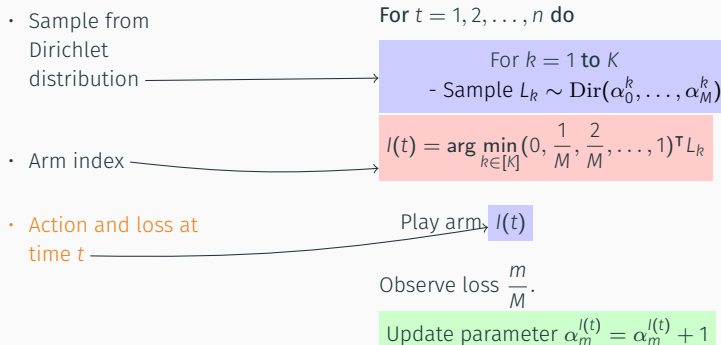 • Sample from
Dirichlet
distribution
• Arm index
• Action and loss at
time t
For t = 1, 2, . . . , n do
For k = 1 to K
- Sample L_k ∼ Dir(α_0^k, . . . , α_M^k)
I(t) = arg min_{k∈[K]}(0, 1/M, 2/M, . . . , 1)^⊤ L_k
Play arm I(t)
Observe loss m/M.
Update parameter α_m^{I(t)} = α_m^{I(t)} + 1